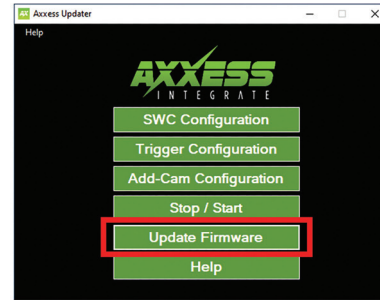 Axxess Updater
Help
AXXESS
INTEGRATE
SWC Configuration
Trigger Configuration
Add-Cam Configuration
Stop / Start
Update Firmware
Help